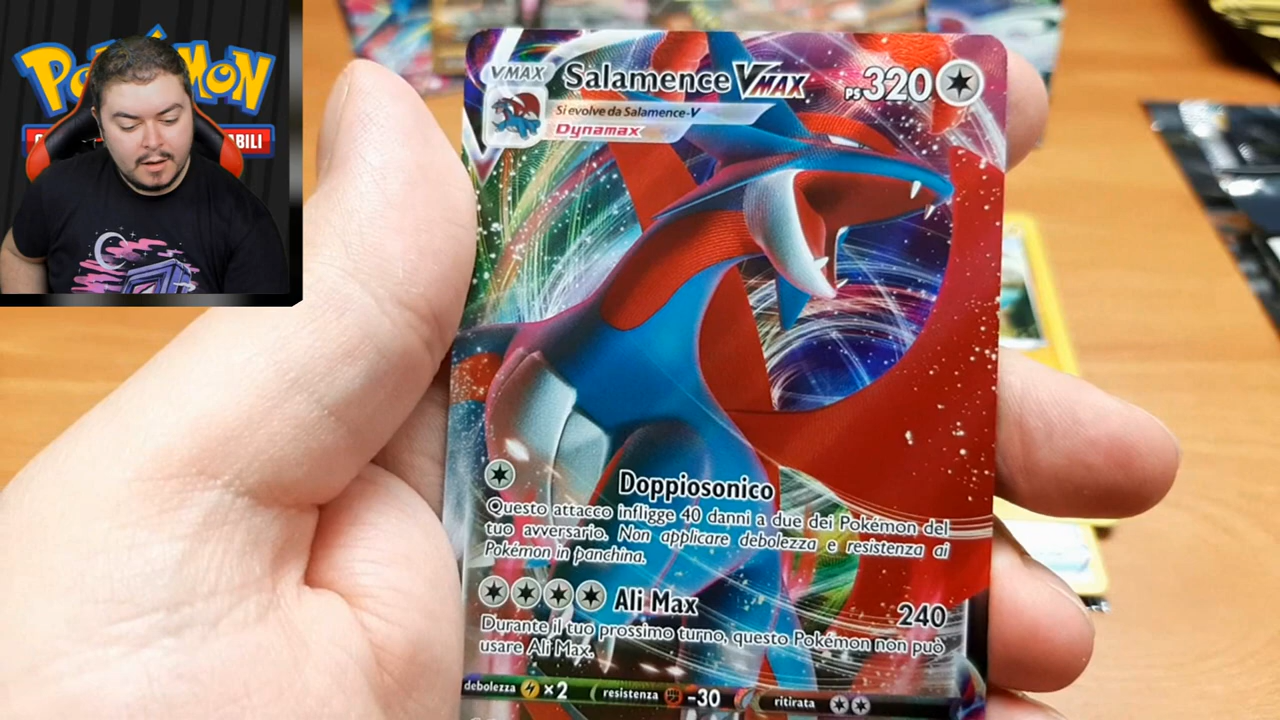 POKÉMON
ABILI
VMAX
Salamence VMAX
PS 320
Si evolve da Salamence-V
Dynamax
Doppiosonico
Questo attacco infligge 40 danni a due dei Pokémon del
tuo avversario. Non applicare debolezza e resistenza ai
Pokémon in panchina.
Ali Max 240
Durante il tuo prossimo turno, questo Pokémon non può
usare Ali Max.
debolezza ×2 resistenza -30 ritirata